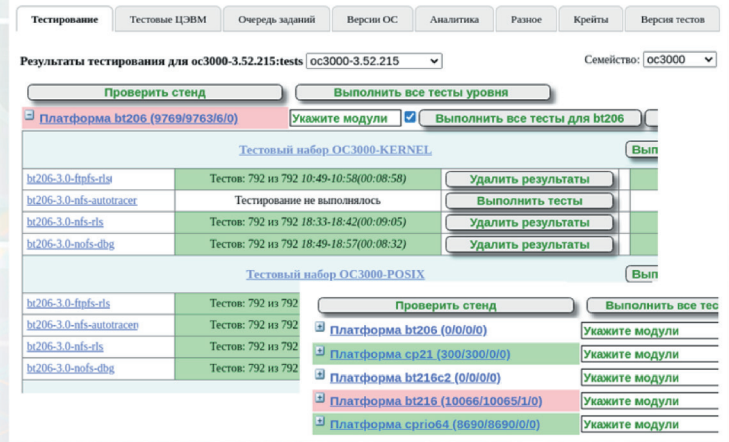 Тестирование Тестовые ЦЭВМ Очередь заданий Версии ОС Аналитика Разное Крейты Версия тестов
Результаты тестирования для ос3000-3.52.215:tests ос3000-3.52.215 Семейство: ос3000
Проверить стенд Выполнить все тесты уровня
Платформа bt206 (9769/9763/6/0) Укажите модули Выполнить все тесты для bt206
Тестовый набор OC3000-KERNEL Вып
bt206-3.0-ftpfs-rls Тестов: 792 из 792 10:49-10:58(00:08:58) Удалить результаты
bt206-3.0-nfs-autotracer Тестирование не выполнялось Выполнить тесты
bt206-3.0-nfs-rls Тестов: 792 из 792 18:33-18:42(00:09:05) Удалить результаты
bt206-3.0-nofs-dbg Тестов: 792 из 792 18:49-18:57(00:08:32) Удалить результаты
Тестовый набор OC3000-POSIX Вып
bt206-3.0-ftpfs-rls Тестов: 792 из 792
bt206-3.0-nfs-autotracer Тестов: 792 из 792
bt206-3.0-nfs-rls Тестов: 792 из 792
bt206-3.0-nofs-dbg Тестов: 792 из 792
Проверить стенд Выполнить все тес
Платформа bt206 (0/0/0/0) Укажите модули
Платформа cp21 (300/300/0/0) Укажите модули
Платформа bt216c2 (0/0/0/0) Укажите модули
Платформа bt216 (10066/10065/1/0) Укажите модули
Платформа cprio64 (8690/8690/0/0) Укажите модули